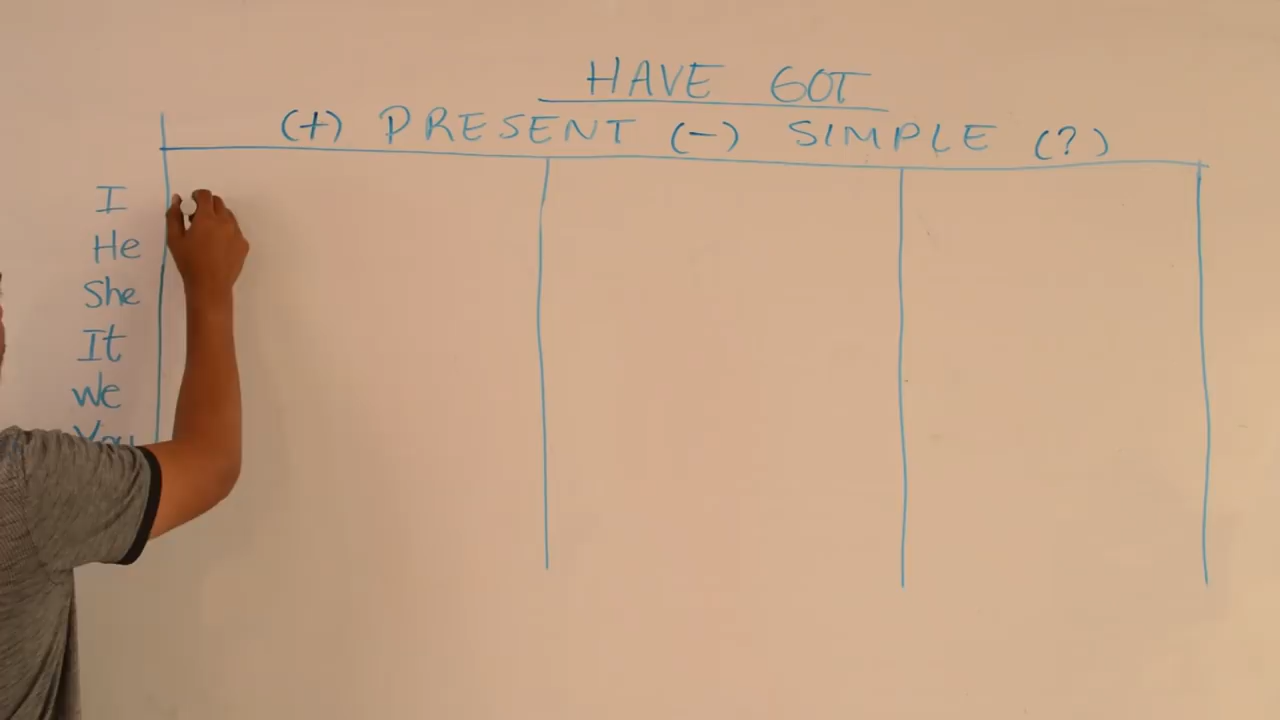 HAVE GOT
(+) PRESENT (-) SIMPLE (?)
I
He
She
It
We
You